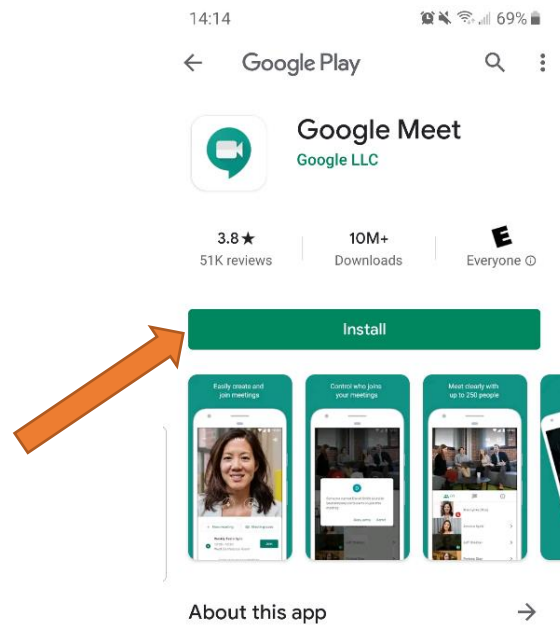 14:14 69%
Google Play
Google Meet
Google LLC
3.8★ 10M+ E
51K reviews Downloads Everyone
Install
Easily create and
join meetings
Control who joins
your meetings
Meet clearly with
up to 250 people
About this app